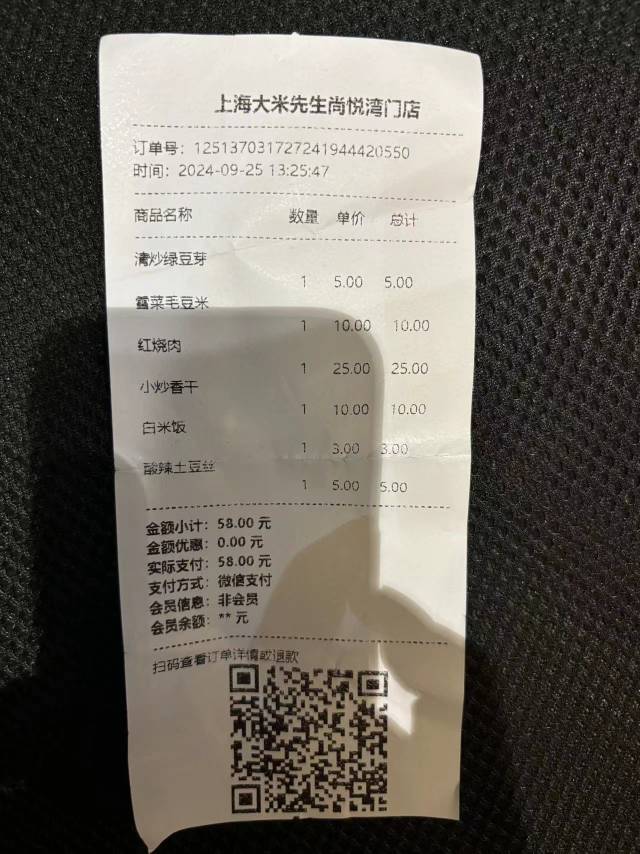 上海大米先生尚悦湾门店
订单号：125137031727241944420550
时间：2024-09-25 13:25:47
商品名称 数量 单价 总计
清炒绿豆芽
1 5.00 5.00
雪菜毛豆米
1 10.00 10.00
红烧肉
1 25.00 25.00
小炒香干
1 10.00 10.00
白米饭
1 3.00 3.00
酸辣土豆丝
1 5.00 5.00
金额小计：58.00 元
金额优惠：0.00 元
实际支付：58.00 元
支付方式：微信支付
会员信息：非会员
会员余额：** 元
扫码查看订单详情或退款